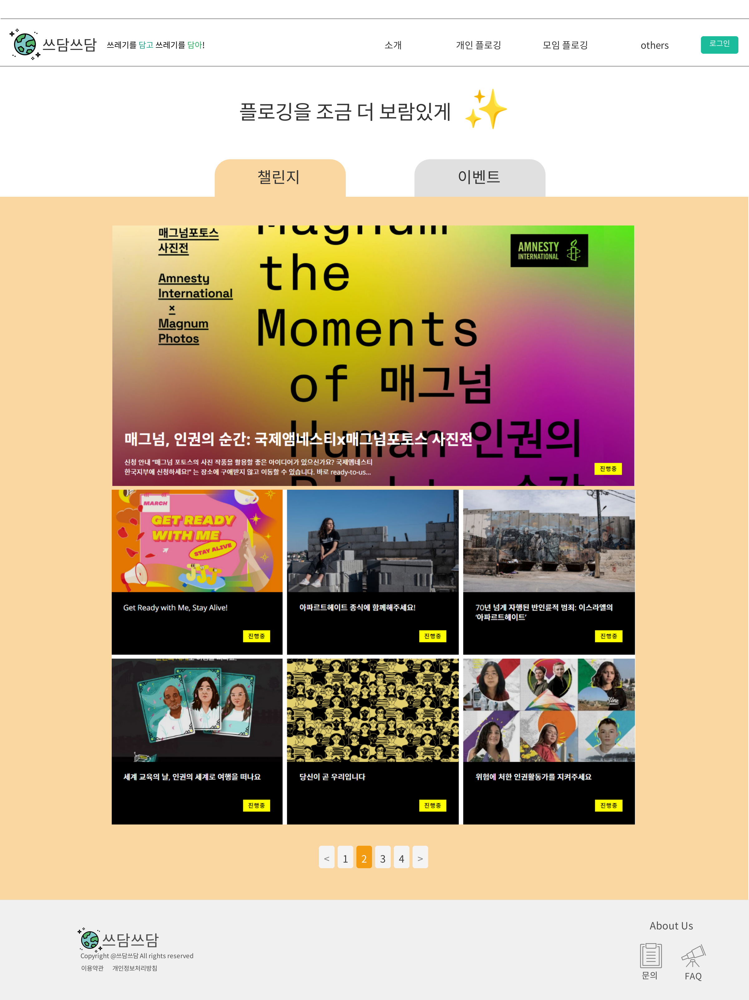 쓰담쓰담
쓰레기를 담고 쓰레기를 담아!
소개
개인 플로깅
모임 플로깅
others
로그인
플로깅을 조금 더 보람있게
챌린지
이벤트
매그넘포토스
사진전
Amnesty
International
×
Magnum
Photos
Magnum
the
Moments
of 매그넘
Human 인권의
AMNESTY
INTERNATIONAL
매그넘, 인권의 순간: 국제앰네스티x매그넘포토스 사진전
신청 안내 “매그넘 포토스의 사진 작품을 활용할 좋은 아이디어가 있으신가요? 국제앰네스티
한국지부에 신청하세요!” 는 장소에 구애받지 않고 이동할 수 있습니다. 바로 ready-to-us...
진행중
MARCH
GET READY
WITH ME
STAY ALIVE
JJJ
Get Ready with Me, Stay Alive!
진행중
아파르트헤이트 종식에 함께해주세요!
진행중
70년 넘게 자행된 반인륜적 범죄: 이스라엘의
‘아파르트헤이트’
진행중
세계 교육의 날, 인권의 세계로 여행을 떠나요
진행중
당신이 곧 우리입니다
진행중
위험에 처한 인권활동가를 지켜주세요
진행중
< 1 2 3 4 >
쓰담쓰담
Copyright @쓰담쓰담 All rights reserved
이용약관 개인정보처리방침
About Us
문의
FAQ